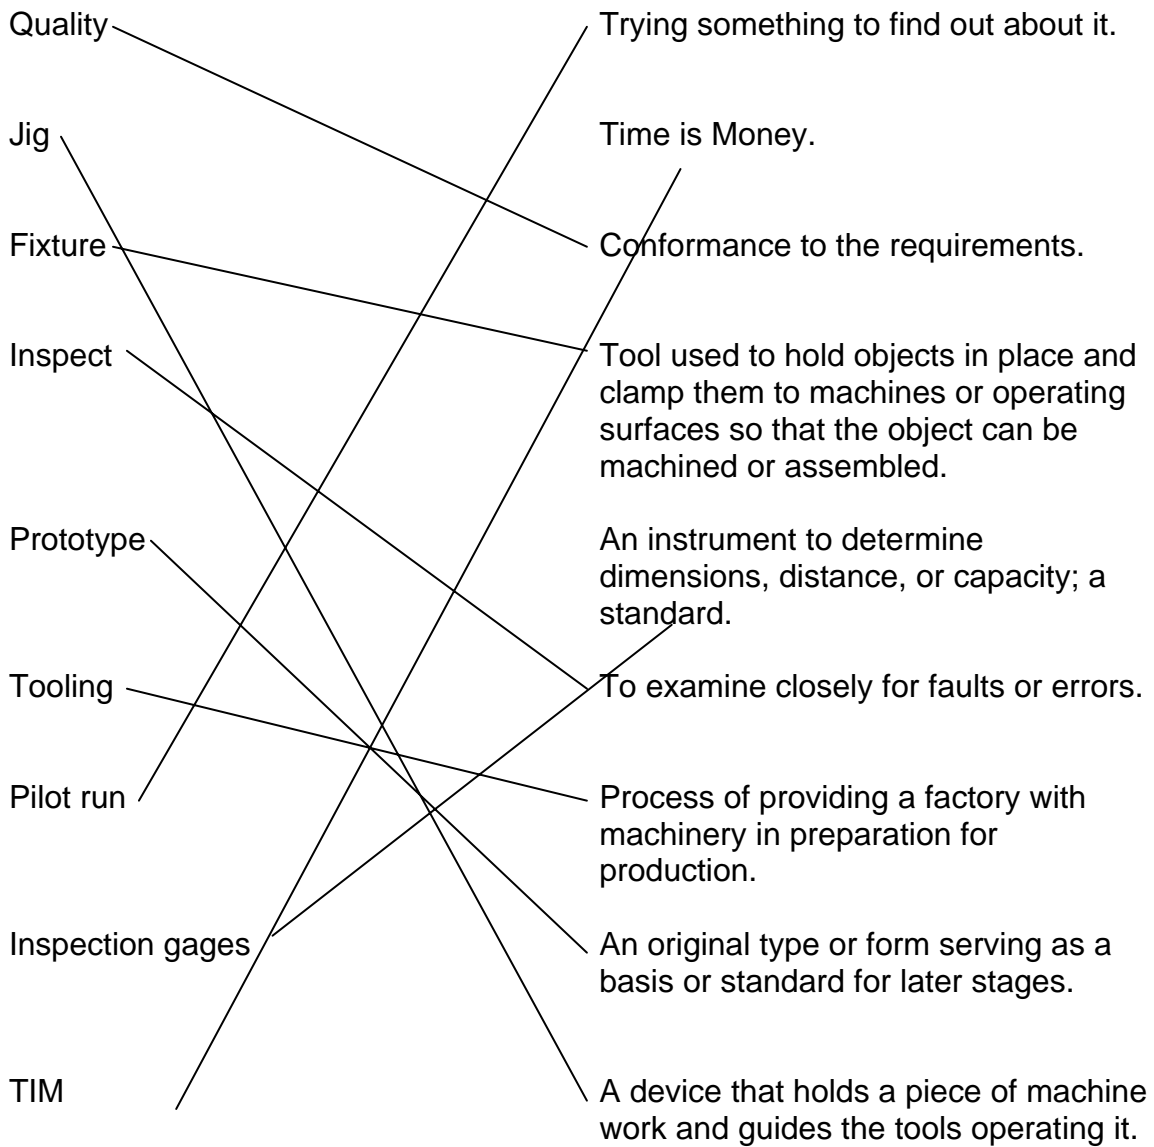 Quality
Trying something to find out about it.
Jig
Time is Money.
Fixture
Conformance to the requirements.
Inspect
Tool used to hold objects in place and
clamp them to machines or operating
surfaces so that the object can be
machined or assembled.
Prototype
An instrument to determine
dimensions, distance, or capacity; a
standard.
Tooling
To examine closely for faults or errors.
Pilot run
Process of providing a factory with
machinery in preparation for
production.
Inspection gages
An original type or form serving as a
basis or standard for later stages.
TIM
A device that holds a piece of machine
work and guides the tools operating it.